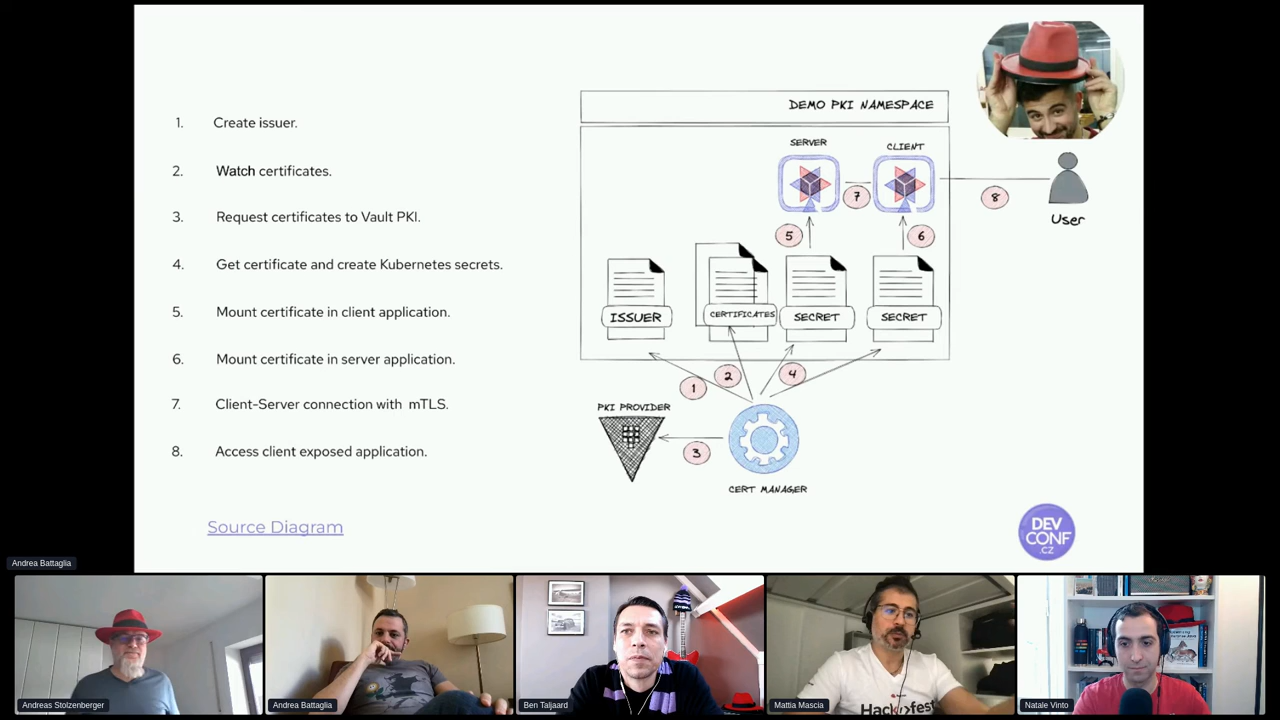 DEMO PKI NAMESPACE
1. Create issuer.
2. Watch certificates.
3. Request certificates to Vault PKI.
4. Get certificate and create Kubernetes secrets.
5. Mount certificate in client application.
6. Mount certificate in server application.
7. Client-Server connection with mTLS.
8. Access client exposed application.
Source Diagram
SERVER
CLIENT
7
8
User
5
6
ISSUER
CERTIFICATES
SECRET
SECRET
1
2
4
PKI PROVIDER
3
CERT MANAGER
DEV
CONF
.CZ
Andrea Battaglia
Andreas Stolzenberger
Andrea Battaglia
Ben Taljaard
Mattia Mascia
Natale Vinto